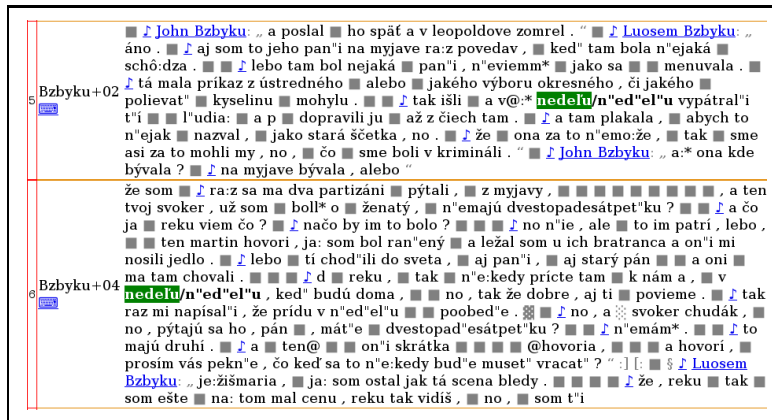 ■ ♪ John Bzbyku: „ a poslal ■ ho späť a v leopoldove zomrel . “ ■ ♪ Luosem Bzbyku: „
áno . ■ ♪ aj som to jeho pan"i na myjave ra:z povedav , ■ ked" tam bola n"ejaká ■
schô:dza . ■ ■ ♪ lebo tam bol nejaká ■ pan"i , n"eviemm* ■ jako sa ■ ■ menuvala . ■
♪ tá mala príkaz z ústredného ■ alebo ■ jakého výboru okresného , či jakého ■
5 Bzbyku+02 polievat" ■ kyselinu ■ mohylu . ■ ■ ♪ tak išli ■ a v@:* nedeľu/n"ed"el"u vypátral"i
t"í ■ ■ l"udia: ■ a p ■ dopravili ju ■ až z čiech tam . ■ ♪ a tam plakala , ■ abych to
n"ejak ■ nazval , ■ jako stará ščetka , no . ■ ♪ že ■ ona za to n"emo:že , ■ tak ■ sme
asi za to mohli my , no , ■ čo ■ sme boli v krimináli . “ ■ ♪ John Bzbyku: „ a:* ona kde
bývala ? ■ ♪ na myjave bývala , alebo “
že som ■ ♪ ra:z sa ma dva partizáni ■ pýtali , ■ z myjavy , ■ ■ ■ ■ ■ ■ ■ ■ , a ten
tvoj svoker , už som ■ boll* o ■ ženatý , ■ n"emajú dvestopadesátpet"ku ? ■ ■ ♪ a čo
ja ■ reku viem čo ? ■ ♪ načo by im to bolo ? ■ ■ ■ ♪ no n"ie , ale ■ to im patrí , lebo ,
■ ■ ten martin hovori , ja: som bol ran"ený ■ a ležal som u ich bratranca a on"i mi
nosili jedlo . ■ ♪ lebo ■ tí chod"ili do sveta , ■ aj pan"i , ■ aj starý pán ■ ■ a oni ■
6 Bzbyku+04 ma tam chovali . ■ ■ ■ ♪ d ■ reku , ■ tak ■ n"e:kedy prícte tam ■ k nám a , ■ v
nedeľu/n"ed"el"u , ked" budú doma , ■ ■ no , tak že dobre , aj ti ■ povieme . ■ ♪ tak
raz mi napísal"i , že prídu v n"ed"el"u ■ ■ poobed"e . ▓ ■ ♪ no , a ░ svoker chudák , ■
no , pýtajú sa ho , pán ■ , mát"e ■ dvestopad"esátpet"ku ? ■ ■ ♪ n"emám* . ■ ■ ♪ to
majú druhí . ■ ♪ a ■ ten@ ■ ■ on"i skrátka ■ ■ ■ ■ @hovoria , ■ ■ ■ a hovorí , ■
prosím vás pekn"e , čo keď sa to n"e:kedy bud"e museť" vracat" ? “ :] [: ■ § ♪ Luosem
Bzbyku: „ je:žišmaria , ■ ja: som ostal jak tá scena bledy . ■ ■ ■ ■ ♪ že , reku ■ tak ■
som ešte ■ na: tom mal cenu , reku tak vidíš , ■ no , ■ som t"i